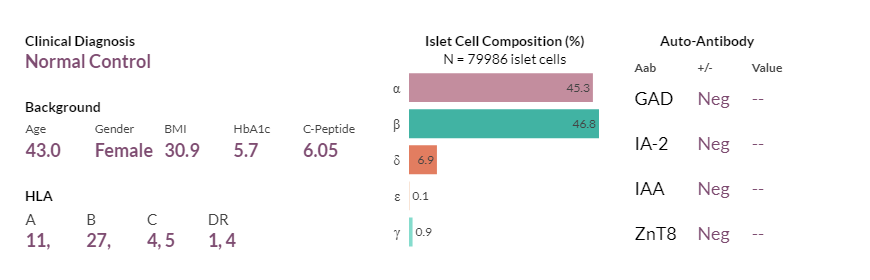 Clinical Diagnosis
Normal Control
Background
Age Gender BMI HbA1c C-Peptide
43.0 Female 30.9 5.7 6.05
HLA
A B C DR
11, 27, 4, 5 1, 4
Islet Cell Composition (%)
N = 79986 islet cells
α 45.3
β 46.8
δ 6.9
ε 0.1
γ 0.9
Auto-Antibody
Aab +/- Value
GAD Neg --
IA-2 Neg --
IAA Neg --
ZnT8 Neg --